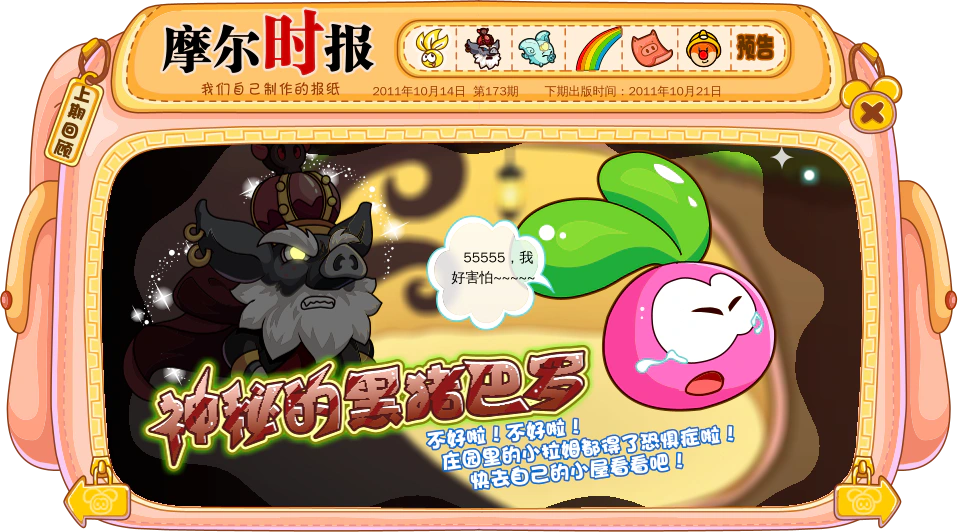 摩尔时报
预告
我们自己制作的报纸
2011年10月14日 第173期 下期出版时间：2011年10月21日
上期回顾
55555，我
好害怕~~~~~
神秘的黑猪巴罗
不好啦！不好啦！
庄园里的小拉姆都得了恐惧症啦！
快去自己的小屋看看吧！